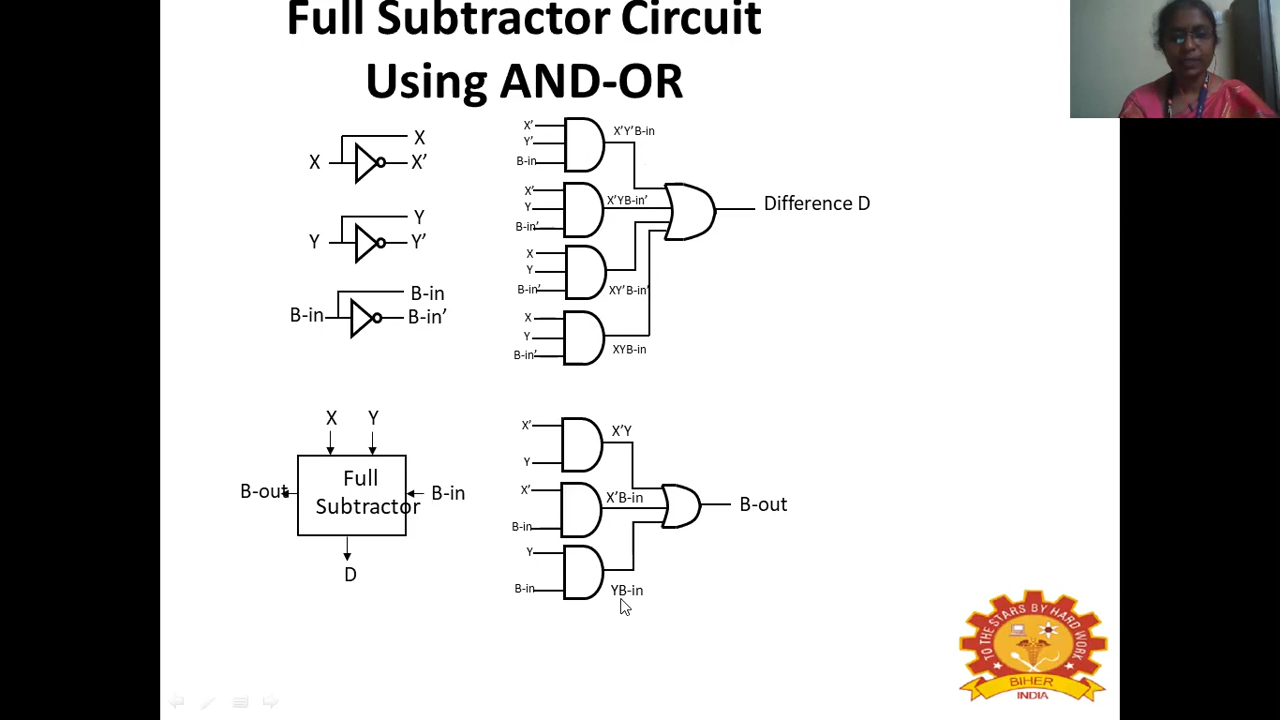 Full Subtractor Circuit
Using AND-OR
X
X
X'
Y
Y
Y'
B-in
B-in
B-in'
X'
Y'
B-in
X'Y'B-in
X'
Y
B-in'
X'YB-in'
X
Y
B-in'
XY'B-in'
X
Y
B-in'
XYB-in
Difference D
X Y
Full
Subtractor
B-out
B-in
D
X'
Y
X'Y
X'
B-in
X'B-in
Y
B-in
YB-in
B-out
TO THE STARS BY HARD WORK
BIHER
INDIA